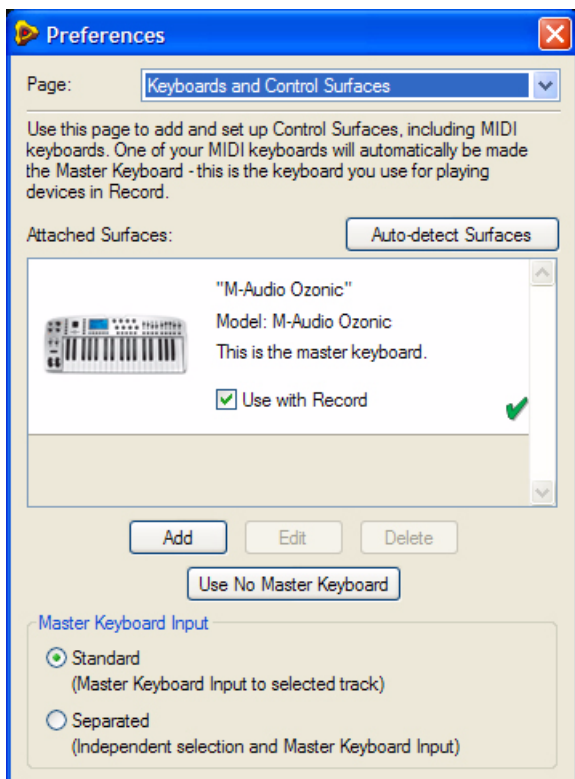 Preferences
Page: Keyboards and Control Surfaces
Use this page to add and set up Control Surfaces, including MIDI
keyboards. One of your MIDI keyboards will automatically be made
the Master Keyboard - this is the keyboard you use for playing
devices in Record.
Attached Surfaces: Auto-detect Surfaces
"M-Audio Ozonic"
Model: M-Audio Ozonic
This is the master keyboard.
Use with Record
Add Edit Delete
Use No Master Keyboard
Master Keyboard Input
Standard
(Master Keyboard Input to selected track)
Separated
(Independent selection and Master Keyboard Input)